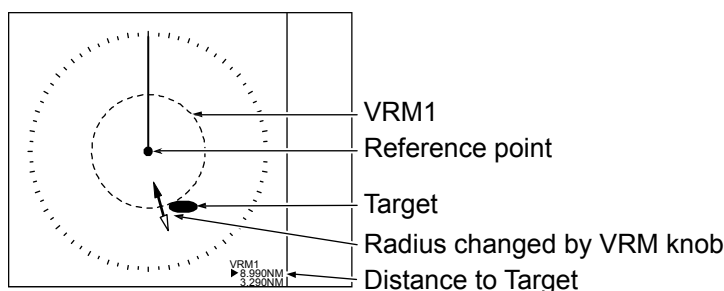 VRM1
Reference point
Target
Radius changed by VRM knob
VRM1
▶8.990NM
3.290NM
Distance to Target